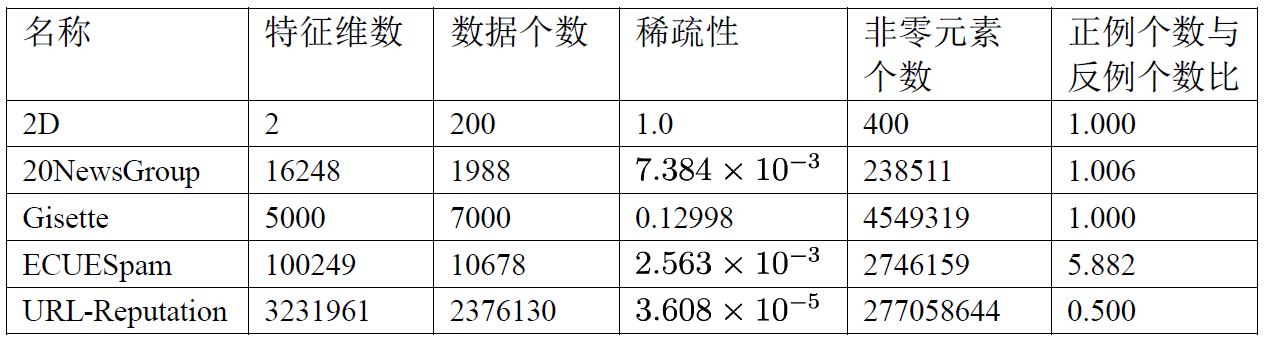 名称 特征维数 数据个数 稀疏性 非零元素个数 正例个数与反例个数比
2D 2 200 1.0 400 1.000
20NewsGroup 16248 1988 7.384 × 10⁻³ 238511 1.006
Gisette 5000 7000 0.12998 4549319 1.000
ECUESpam 100249 10678 2.563 × 10⁻³ 2746159 5.882
URL-Reputation 3231961 2376130 3.608 × 10⁻⁵ 277058644 0.500